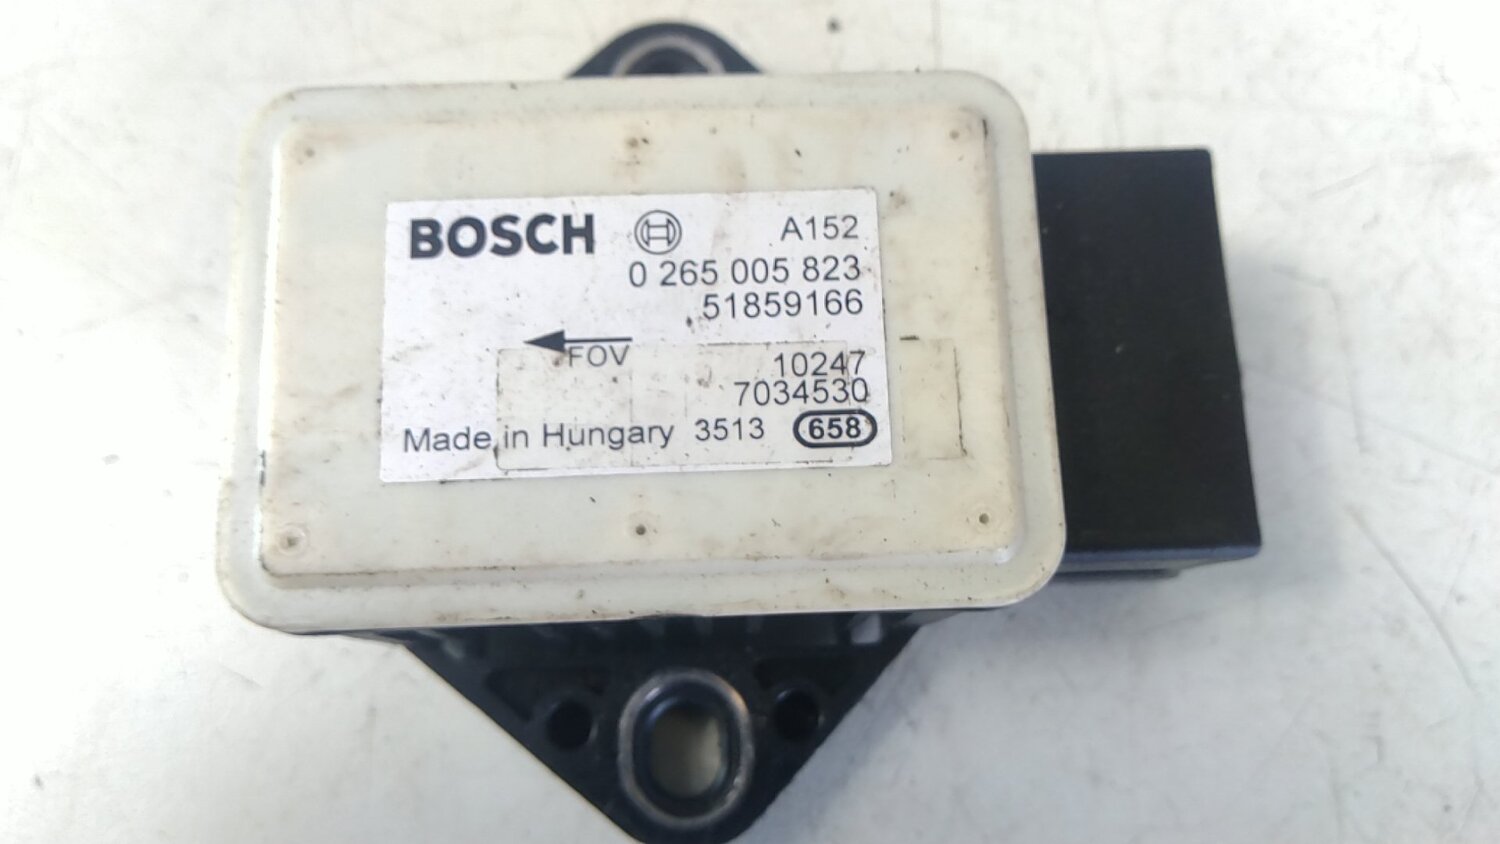 BOSCH A152
0 265 005 823
51859166
FOV
10247
7034530
Made in Hungary 3513 658